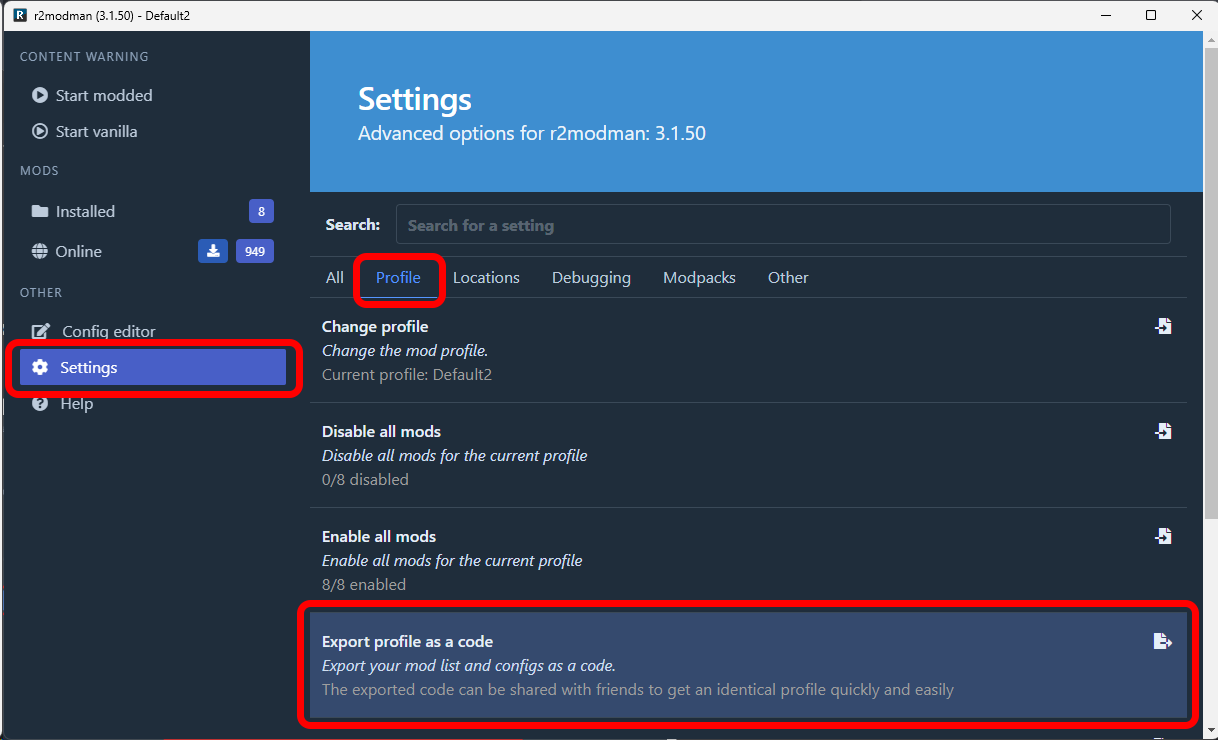 R r2modman (3.1.50) - Default2
CONTENT WARNING
Start modded
Start vanilla
MODS
Installed 8
Online 949
OTHER
Config editor
Settings
Help
Settings
Advanced options for r2modman: 3.1.50
Search: Search for a setting
All Profile Locations Debugging Modpacks Other
Change profile
Change the mod profile.
Current profile: Default2
Disable all mods
Disable all mods for the current profile
0/8 disabled
Enable all mods
Enable all mods for the current profile
8/8 enabled
Export profile as a code
Export your mod list and configs as a code.
The exported code can be shared with friends to get an identical profile quickly and easily